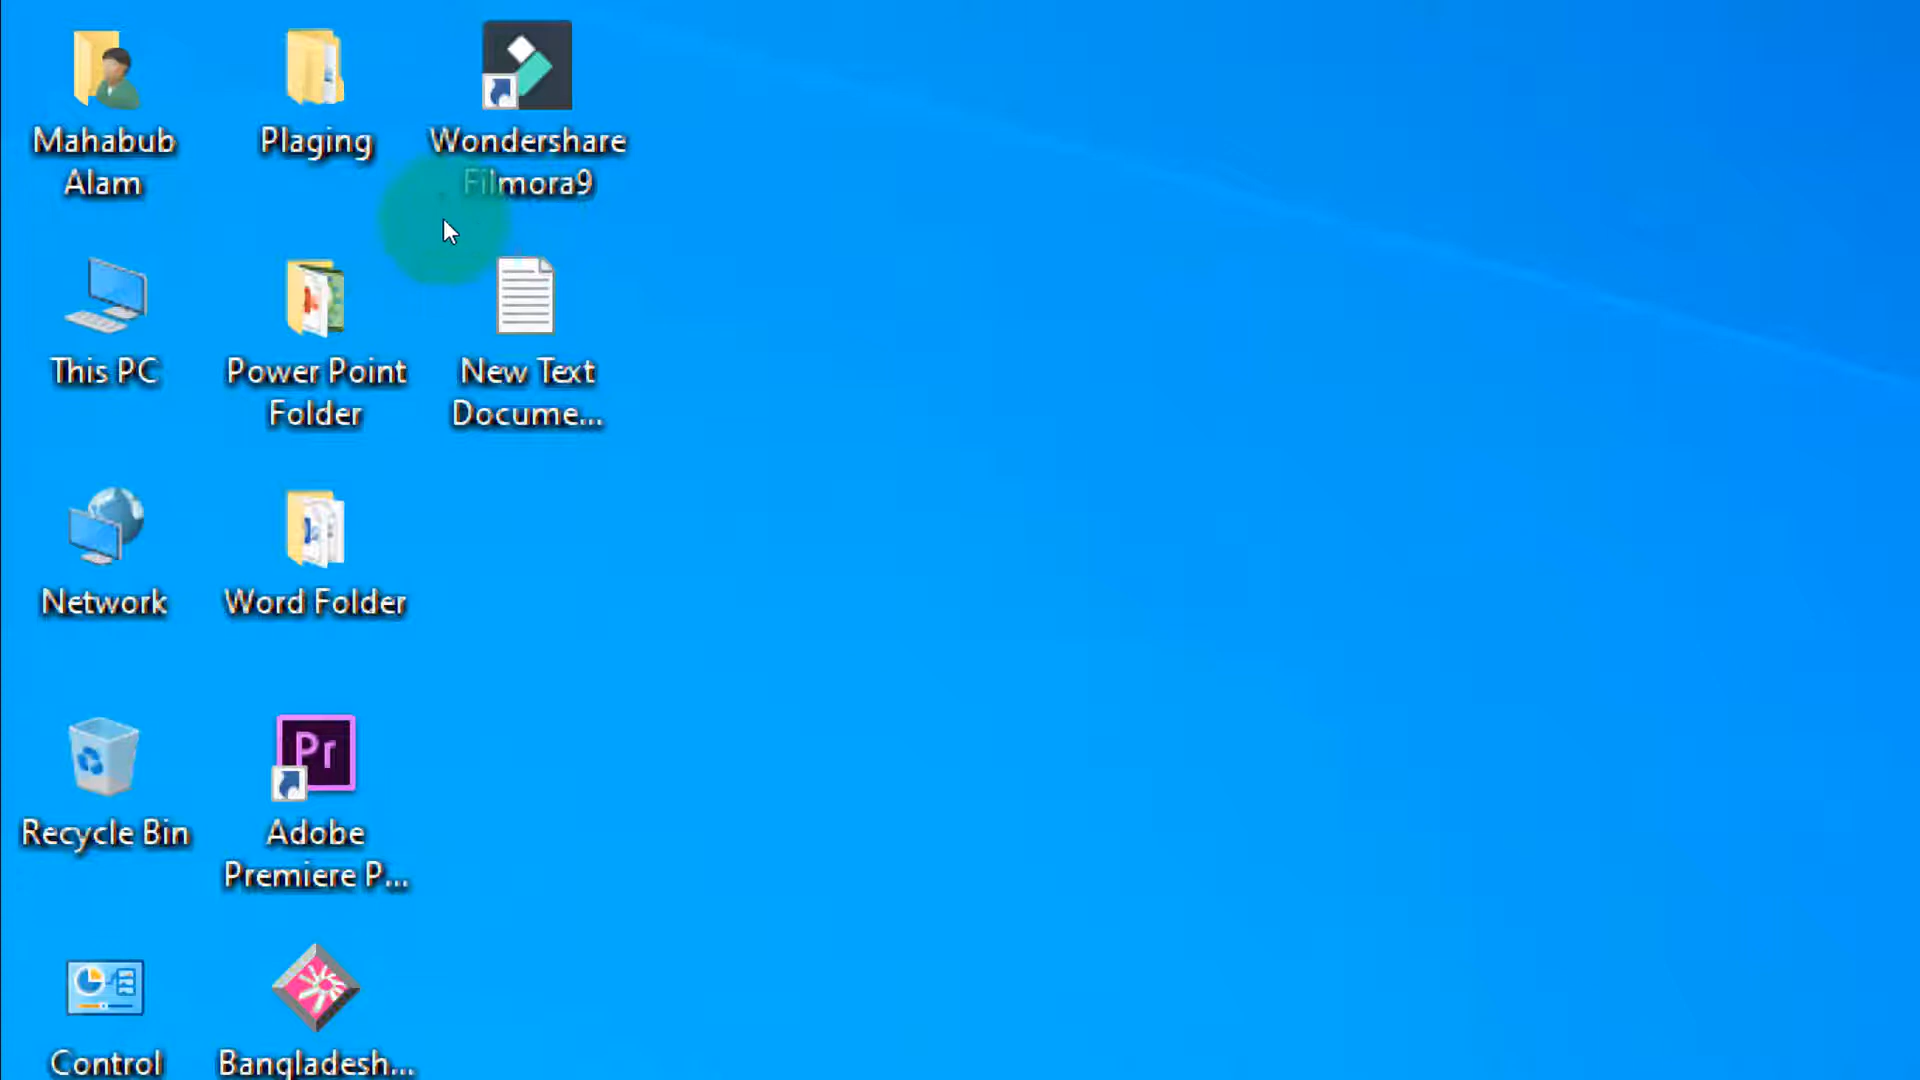 Mahabub
Alam
Plaging
Wondershare
Filmora9
This PC
Power Point
Folder
New Text
Docume...
Network
Word Folder
Recycle Bin
Pr
Adobe
Premiere P...
Control
Bangladesh...